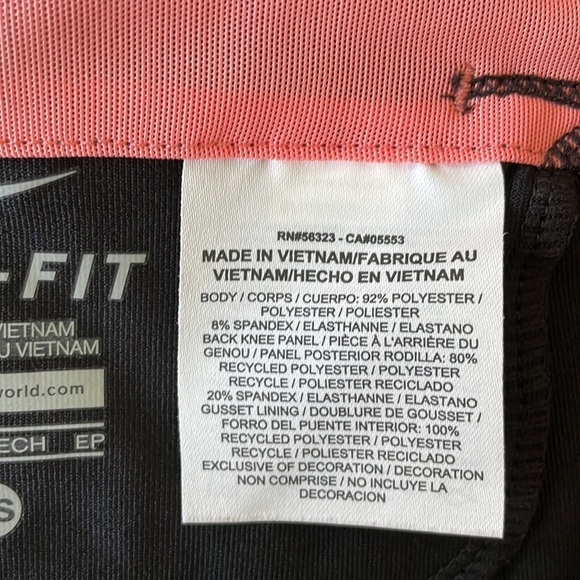 -FIT
VIETNAM
U VIETNAM
world.com
ECH EP
S
RN#56323 - CA#05553
MADE IN VIETNAM/FABRIQUE AU
VIETNAM/HECHO EN VIETNAM
BODY / CORPS / CUERPO: 92% POLYESTER /
POLYESTER / POLIESTER
8% SPANDEX / ELASTHANNE / ELASTANO
BACK KNEE PANEL / PIÈCE À L'ARRIÈRE DU
GENOU / PANEL POSTERIOR RODILLA: 80%
RECYCLED POLYESTER / POLYESTER
RECYCLE / POLIESTER RECICLADO
20% SPANDEX / ELASTHANNE / ELASTANO
GUSSET LINING / DOUBLURE DE GOUSSET /
FORRO DEL PUENTE INTERIOR: 100%
RECYCLED POLYESTER / POLYESTER
RECYCLE / POLIESTER RECICLADO
EXCLUSIVE OF DECORATION / DECORATION
NON COMPRISE / NO INCLUYE LA
DECORACION